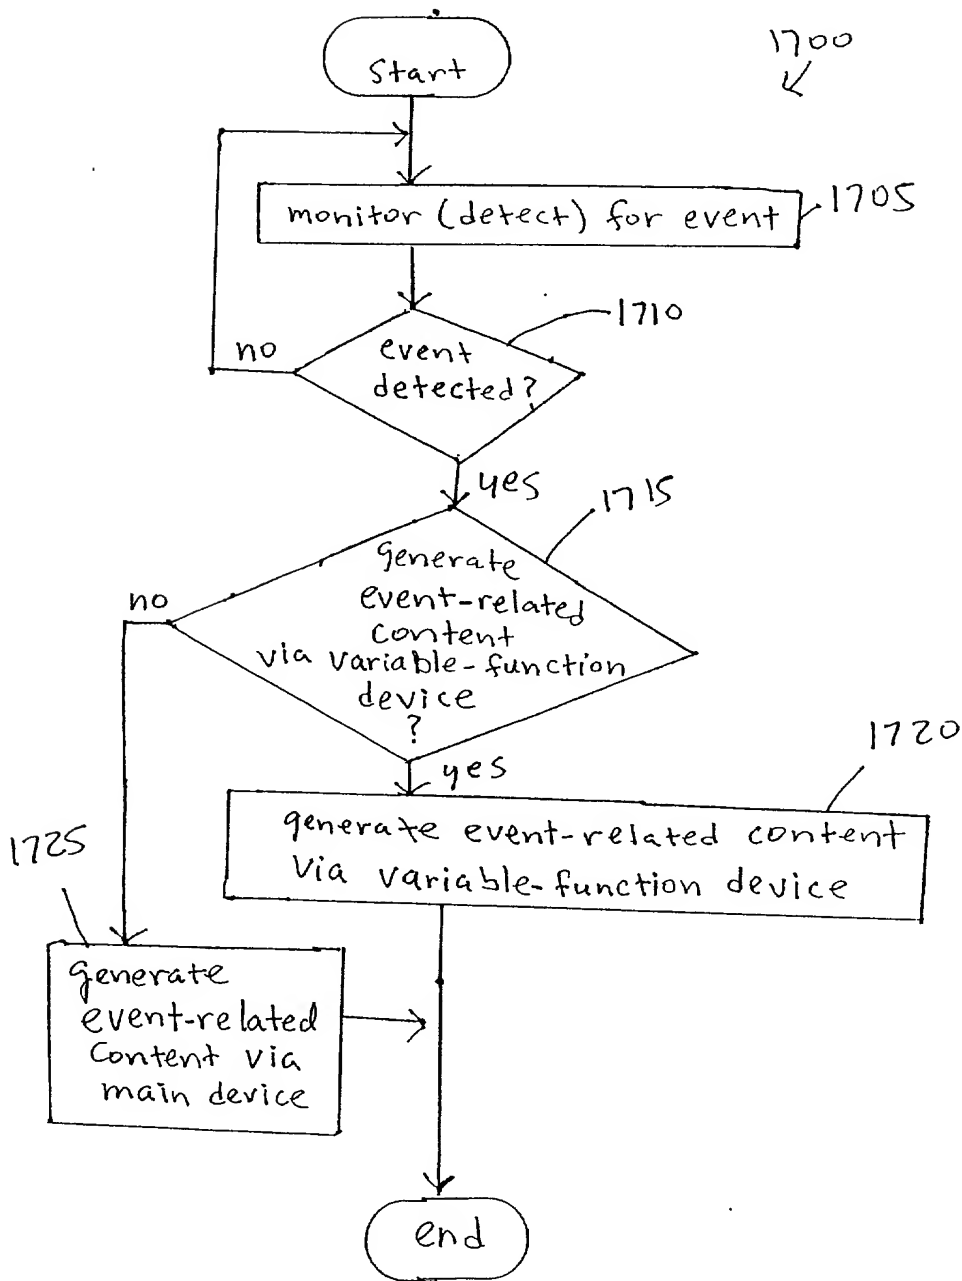 1700
Start
monitor (detect) for event
1705
1710
event
detected?
no
yes
1715
generate
event-related
content
via variable-function
device
?
no
yes
1720
generate event-related content
via variable-function device
1725
generate
event-related
content via
main device
end